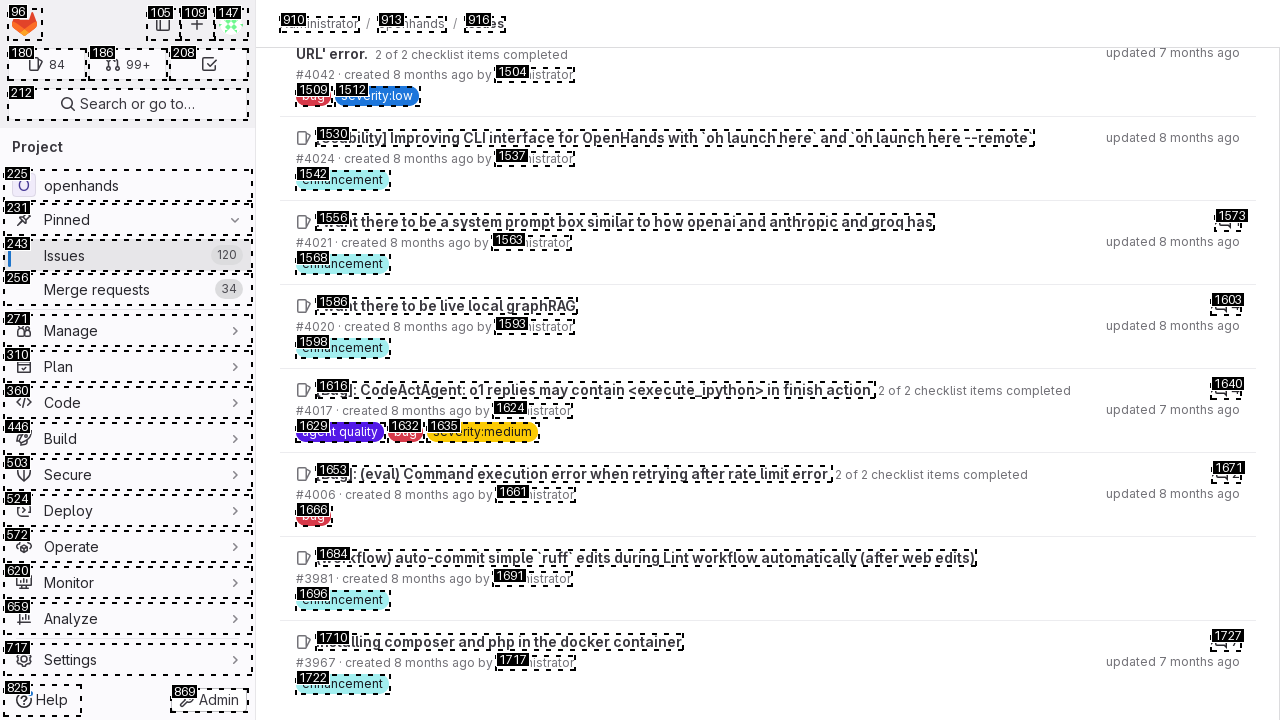 96
105
109
147
910
ministrator / 913 openhands / 916
180 84 186 99+ 208
212 Search or go to…
Project
225 openhands
231 Pinned
243 Issues 120
256 Merge requests 34
271 Manage
310 Plan
360 Code
446 Build
503 Secure
524 Deploy
572 Operate
620 Monitor
659 Analyze
717 Settings
825 Help 869 Admin
URL' error. 2 of 2 checklist items completed updated 7 months ago
#4042 · created 8 months ago by 1504 istrator
1509 bug 1512 severity:low
1530 bility] Improving CLI interface for OpenHands with `oh launch here` and `oh launch here --remote` updated 8 months ago
#4024 · created 8 months ago by 1537 istrator
1542 enhancement
1556 nt there to be a system prompt box similar to how openai and anthropic and groq has 1573
#4021 · created 8 months ago by 1563 nistrator updated 8 months ago
1568 enhancement
1586 nt there to be live local graphRAG 1603
#4020 · created 8 months ago by 1593 istrator updated 8 months ago
1598 enhancement
1616 ]: CodeActAgent: o1 replies may contain <execute_ipython> in finish action 2 of 2 checklist items completed 1640
#4017 · created 8 months ago by 1624 istrator updated 7 months ago
1629 agent quality 1632 bug 1635 severity:medium
1653 ]: (eval) Command execution error when retrying after rate limit error 2 of 2 checklist items completed 1671
#4006 · created 8 months ago by 1661 istrator updated 8 months ago
1666 bug
1684 kflow) auto-commit simple `ruff` edits during Lint workflow automatically (after web edits)
#3981 · created 8 months ago by 1691 istrator
1696 enhancement
1710 lling composer and php in the docker container 1727
#3967 · created 8 months ago by 1717 istrator updated 7 months ago
1722 enhancement